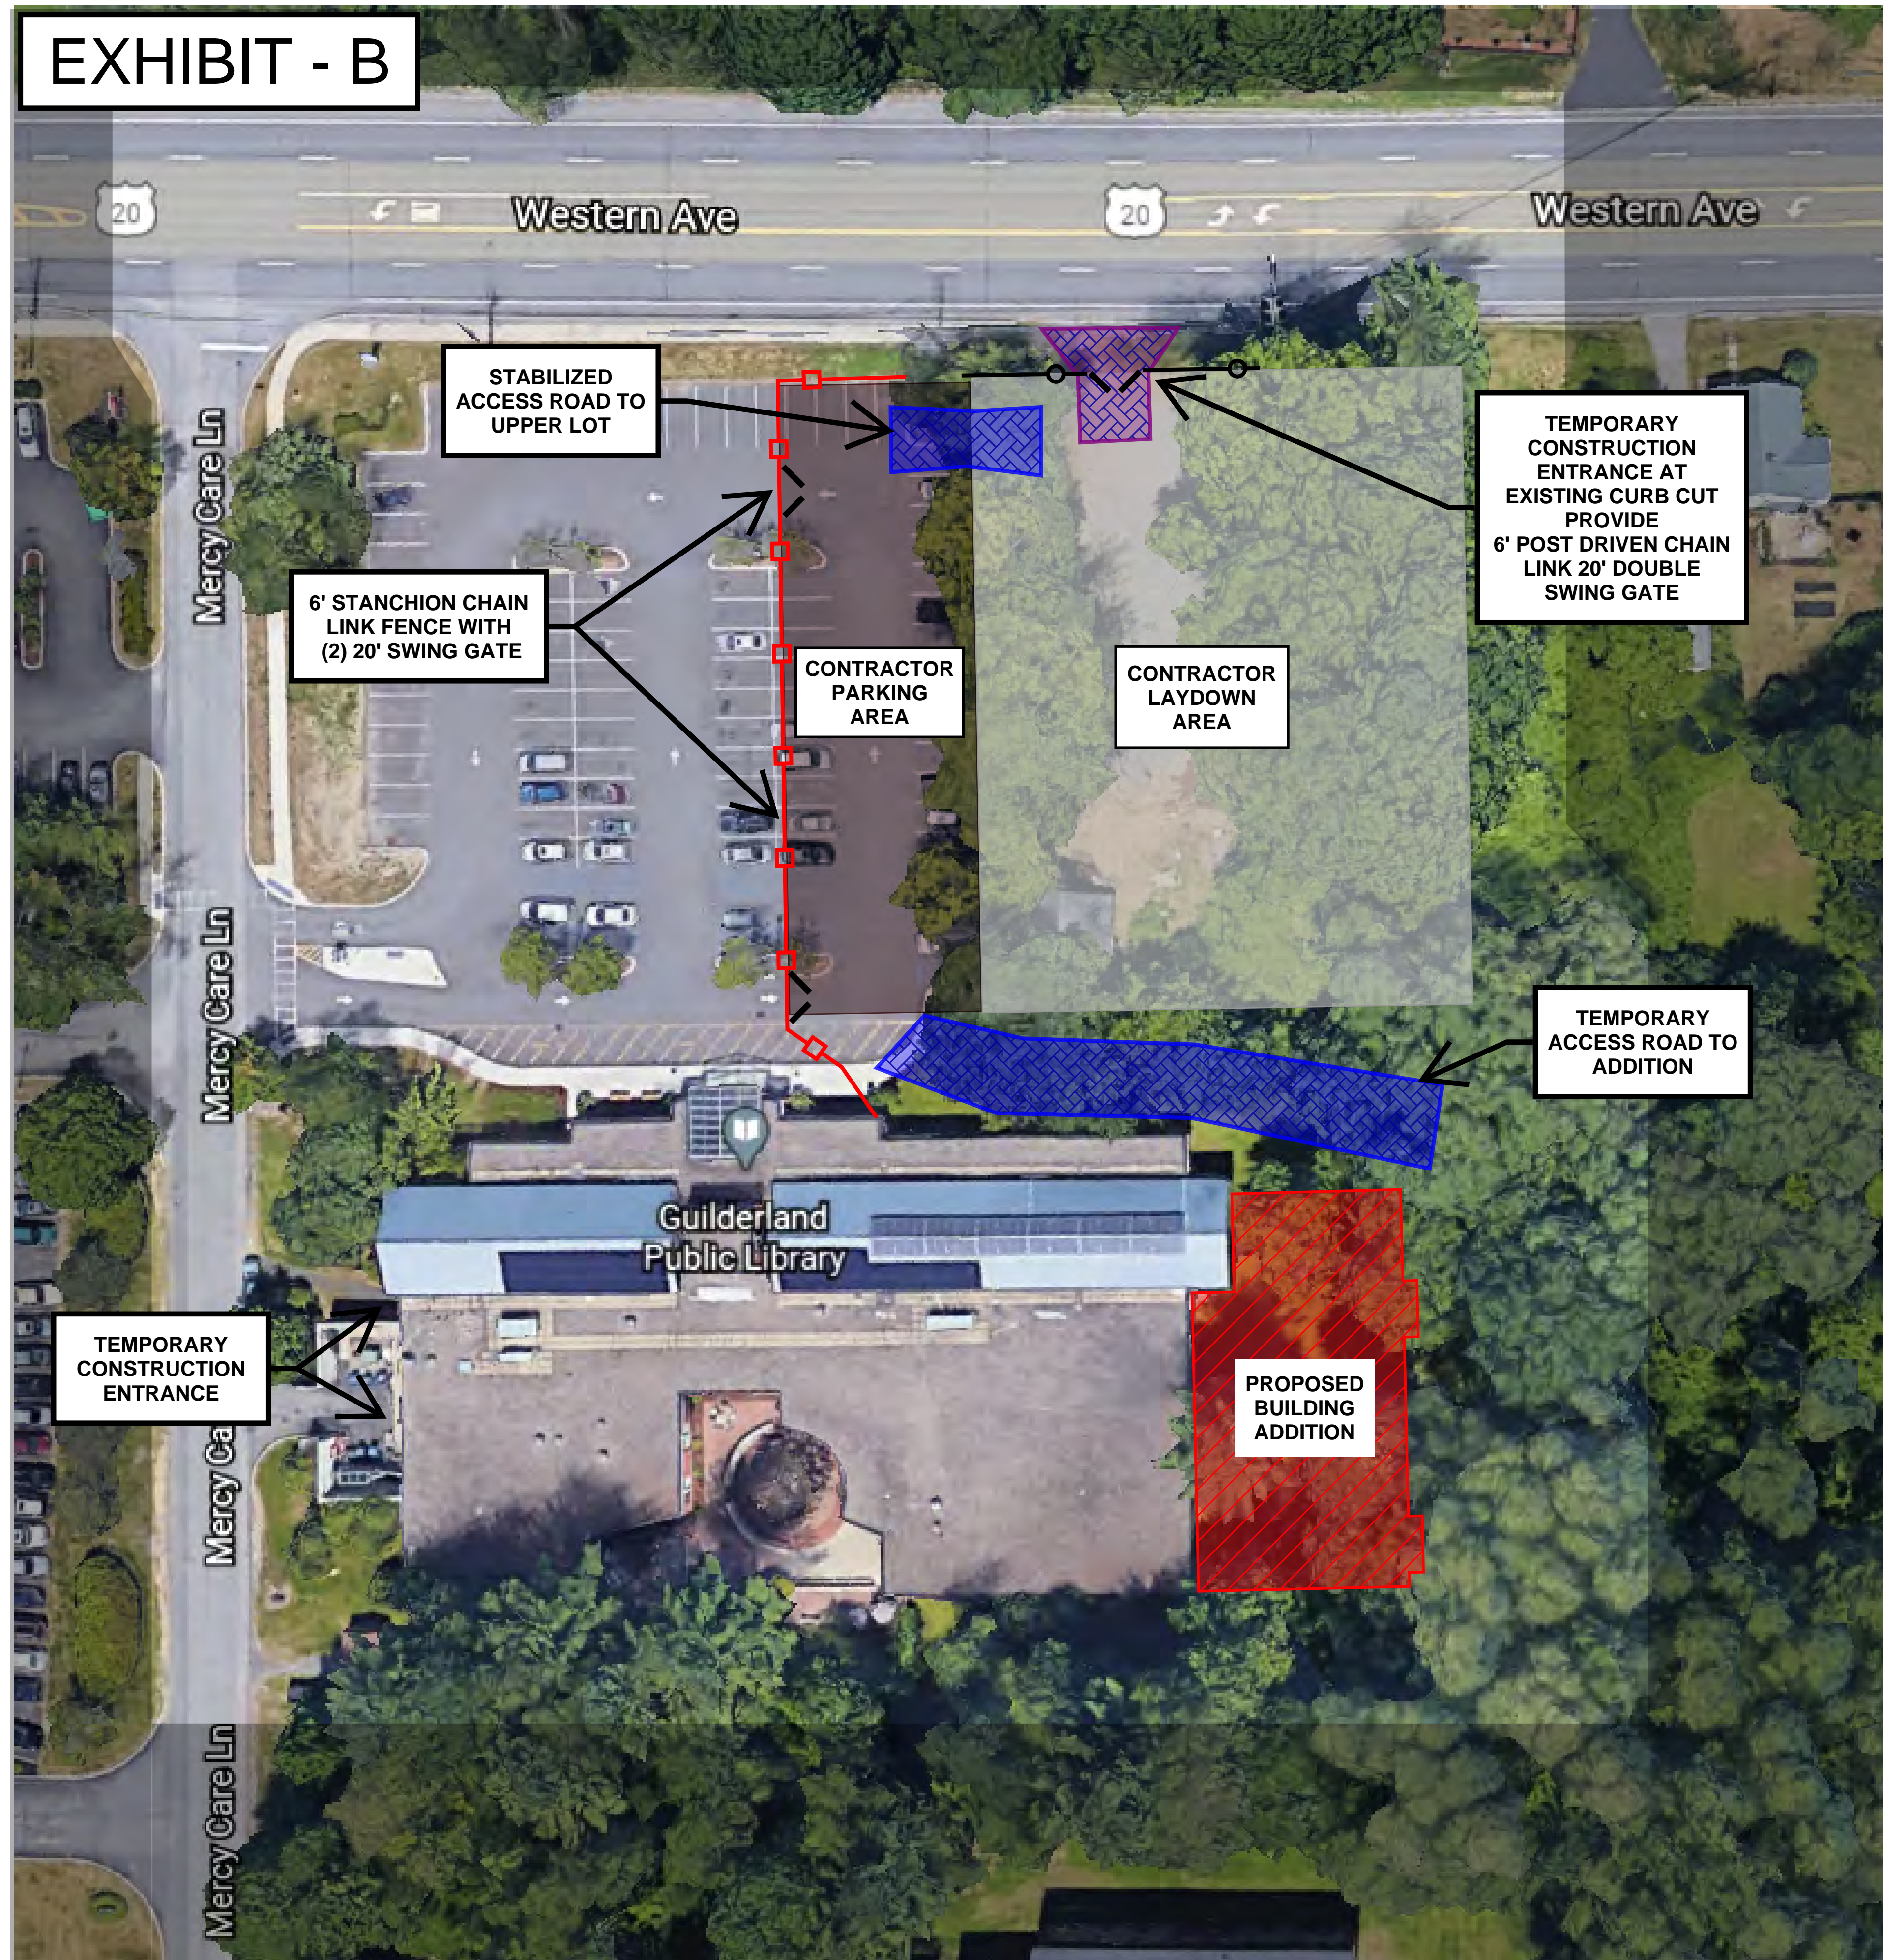 EXHIBIT - B
20
Western Ave
20
Western Ave
STABILIZED
ACCESS ROAD TO
UPPER LOT
TEMPORARY
CONSTRUCTION
ENTRANCE AT
EXISTING CURB CUT
PROVIDE
6' POST DRIVEN CHAIN
LINK 20' DOUBLE
SWING GATE
Mercy Care Ln
6' STANCHION CHAIN
LINK FENCE WITH
(2) 20' SWING GATE
CONTRACTOR
PARKING
AREA
CONTRACTOR
LAYDOWN
AREA
Mercy Care Ln
TEMPORARY
ACCESS ROAD TO
ADDITION
Guilderland
Public Library
TEMPORARY
CONSTRUCTION
ENTRANCE
PROPOSED
BUILDING
ADDITION
Mercy Ca
Mercy Care Ln